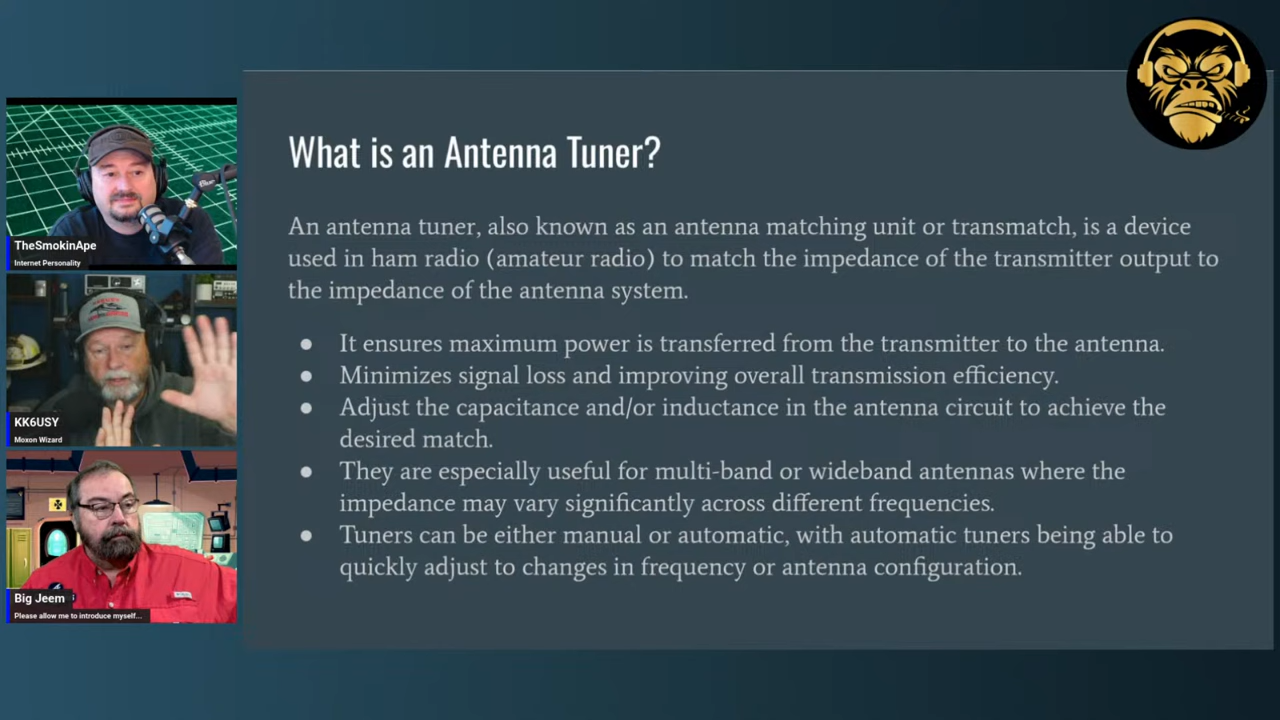 What is an Antenna Tuner?
An antenna tuner, also known as an antenna matching unit or transmatch, is a device
used in ham radio (amateur radio) to match the impedance of the transmitter output to
the impedance of the antenna system.
● It ensures maximum power is transferred from the transmitter to the antenna.
● Minimizes signal loss and improving overall transmission efficiency.
● Adjust the capacitance and/or inductance in the antenna circuit to achieve the
desired match.
● They are especially useful for multi-band or wideband antennas where the
impedance may vary significantly across different frequencies.
● Tuners can be either manual or automatic, with automatic tuners being able to
quickly adjust to changes in frequency or antenna configuration.
TheSmokinApe
Internet Personality
KK6USY
Moxon Wizard
Big Jeem
Please allow me to introduce myself...